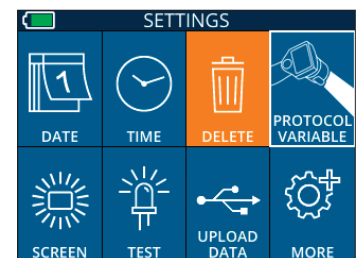 SETTINGS
1
DATE
TIME
DELETE
PROTOCOL
VARIABLE
SCREEN
TEST
UPLOAD
DATA
MORE